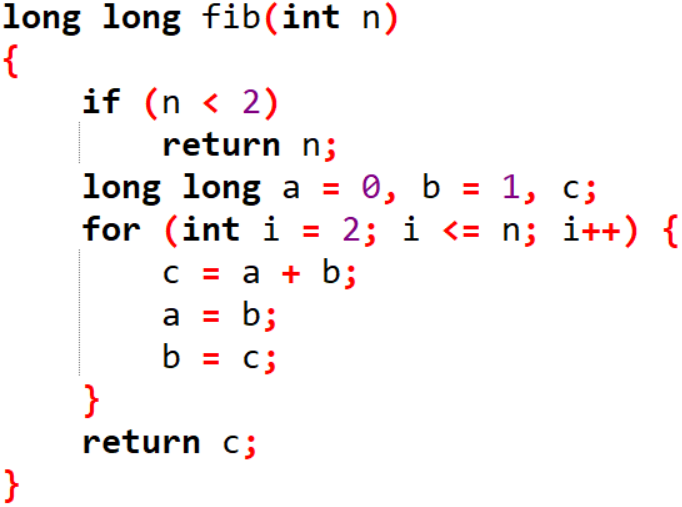 long long fib(int n)
{
    if (n < 2)
        return n;
    long long a = 0, b = 1, c;
    for (int i = 2; i <= n; i++) {
        c = a + b;
        a = b;
        b = c;
    }
    return c;
}